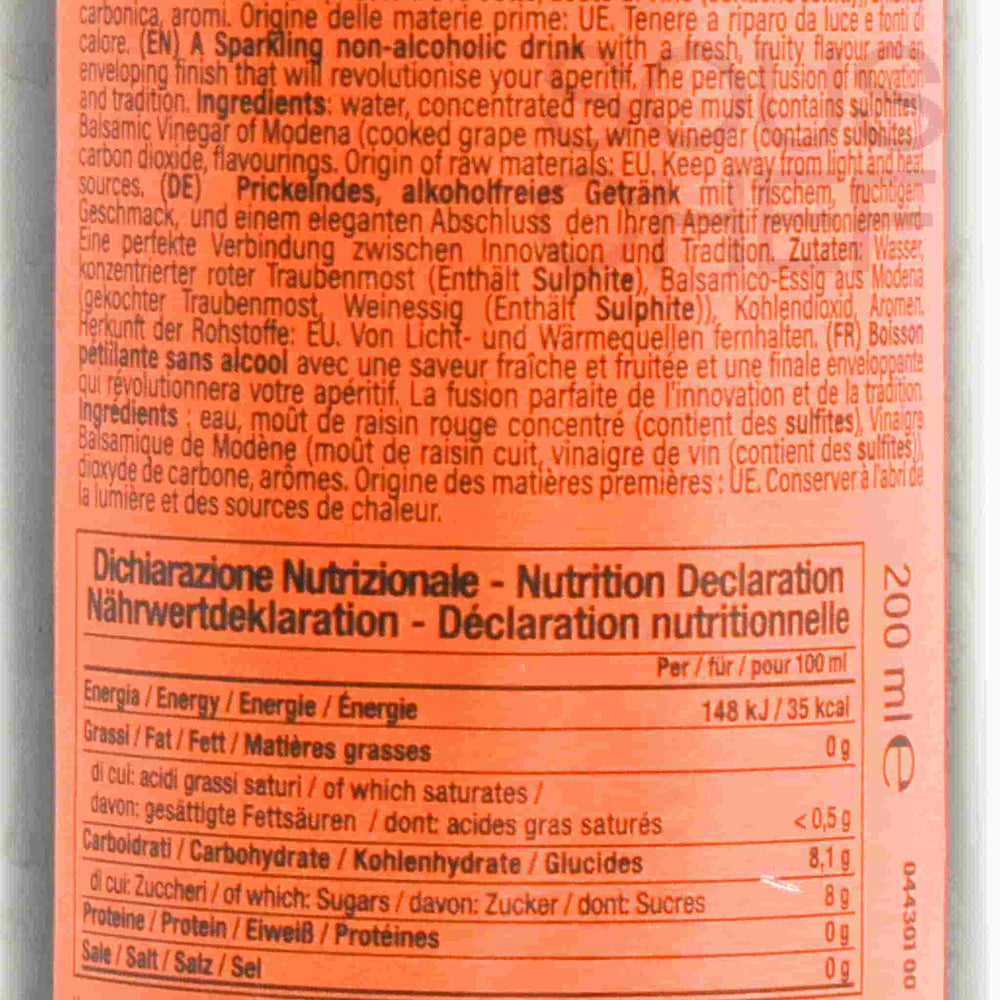 carbonica, aromi. Origine delle materie prime: UE. Tenere a riparo da luce e fonti di
calore. (EN) A Sparkling non-alcoholic drink with a fresh, fruity flavour and an
enveloping finish that will revolutionise your aperitif. The perfect fusion of innovation
and tradition. Ingredients: water, concentrated red grape must (contains sulphites)
Balsamic Vinegar of Modena (cooked grape must, wine vinegar (contains sulphites)
carbon dioxide, flavourings. Origin of raw materials: EU. Keep away from light and heat
sources. (DE) Prickelndes, alkoholfreies Getränk mit frischem, fruchtigem
Geschmack, und einem eleganten Abschluss den Ihren Aperitif revolutionieren wird
Eine perfekte Verbindung zwischen Innovation und Tradition. Zutaten: Wasser,
konzentrierter roter Traubenmost (Enthält Sulphite), Balsamico-Essig aus Modena
(gekochter Traubenmost, Weinessig (Enthält Sulphite)), Kohlendioxid, Aromen.
Herkunft der Rohstoffe: EU. Von Licht- und Wärmequellen fernhalten. (FR) Boisson
pétillante sans alcool avec une saveur fraîche et fruitée et une finale enveloppante
qui révolutionnera votre apéritif. La fusion parfaite de l'innovation et de la tradition.
Ingrédients : eau, moût de raisin rouge concentré (contient des sulfites), Vinaigre
Balsamique de Modène (moût de raisin cuit, vinaigre de vin (contient des sulfites)),
dioxyde de carbone, arômes. Origine des matières premières : UE. Conserver à l'abri de
la lumière et des sources de chaleur.
Dichiarazione Nutrizionale - Nutrition Declaration
Nährwertdeklaration - Déclaration nutritionnelle
Per / für / pour 100 ml
Energia / Energy / Energie / Énergie 148 kJ / 35 kcal
Grassi / Fat / Fett / Matières grasses 0 g
di cui: acidi grassi saturi / of which saturates /
davon: gesättigte Fettsäuren / dont: acides gras saturés <0,5 g
Carboidrati / Carbohydrate / Kohlenhydrate / Glucides 8,1 g
di cui: Zuccheri / of which: Sugars / davon: Zucker / dont: Sucres 8 g
Proteine / Protein / Eiweiß / Protéines 0 g
Sale / Salt / Salz / Sel 0 g
200 ml e
044301 00